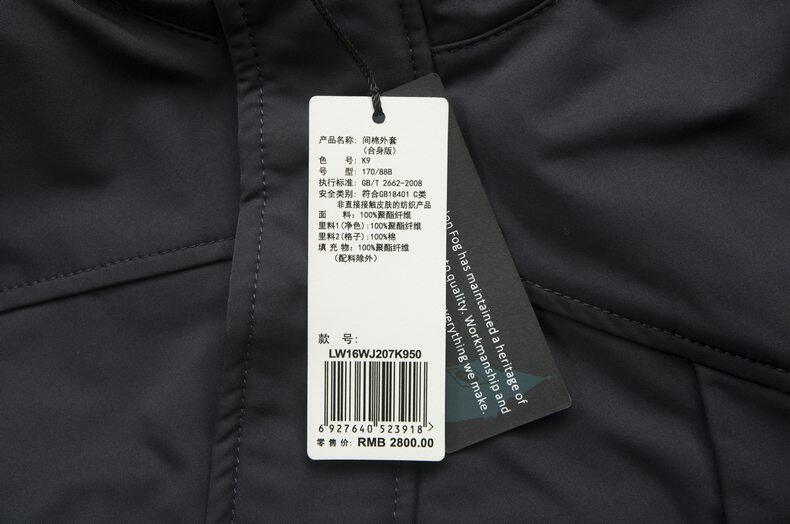 产品名称: 间棉外套
(合身版)
色 号: K9
号 型: 170/88B
执行标准: GB/T 2662-2008
安全类别: 符合GB18401 C类
非直接接触皮肤的纺织产品
面 料: 100%聚酯纤维
里料1(净色): 100%聚酯纤维
里料2(格子): 100%棉
填 充 物: 100%聚酯纤维
(配料除外)
款 号:
LW16WJ207K950
6 927640 523918 >
零 售 价: RMB 2800.00
Fog has maintained a heritage of
to quality. Workmanship and
everything we make.